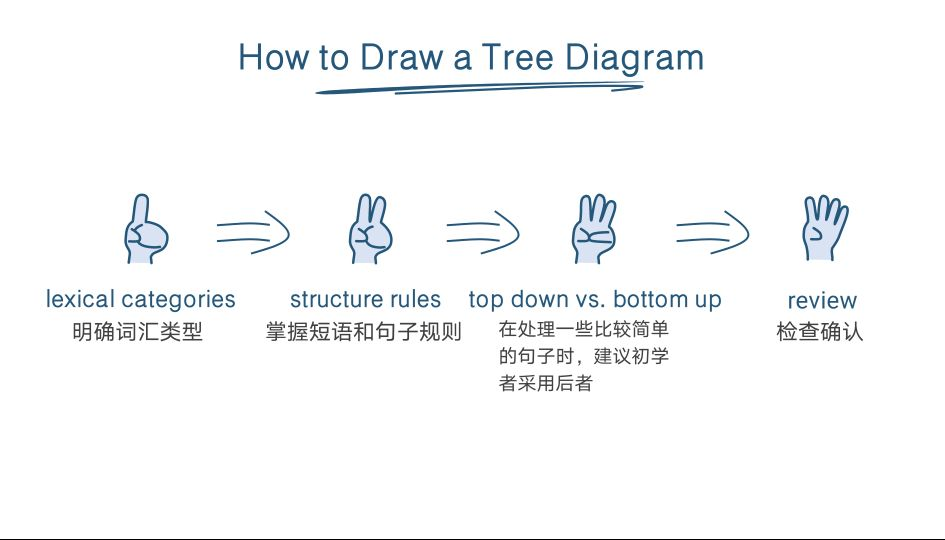 How to Draw a Tree Diagram
lexical categories
明确词汇类型
structure rules
掌握短语和句子规则
top down vs. bottom up
在处理一些比较简单
的句子时，建议初学
者采用后者
review
检查确认